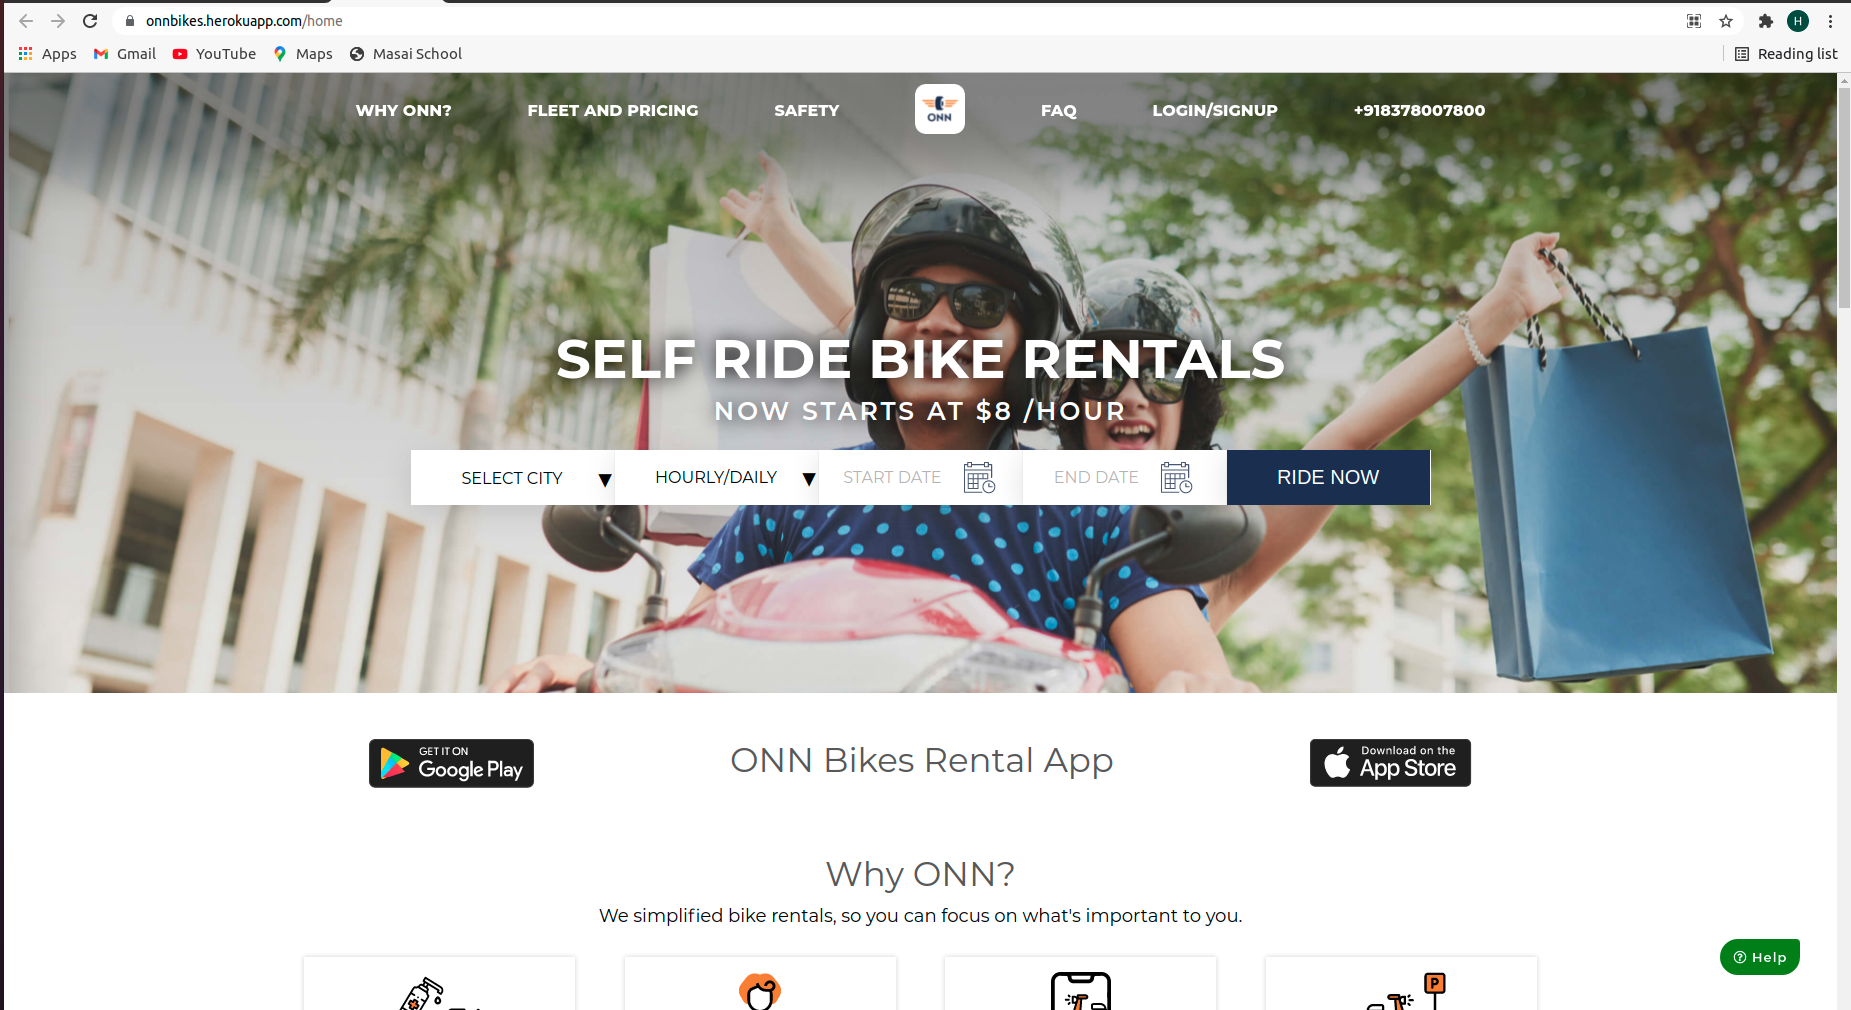 onnbikes.herokuapp.com/home
H
Apps
Gmail
YouTube
Maps
Masai School
Reading list
WHY ONN?
FLEET AND PRICING
SAFETY
ONN
FAQ
LOGIN/SIGNUP
+918378007800
SELF RIDE BIKE RENTALS
NOW STARTS AT $8 /HOUR
SELECT CITY
HOURLY/DAILY
START DATE
END DATE
RIDE NOW
GET IT ON
Google Play
ONN Bikes Rental App
Download on the
App Store
Why ONN?
We simplified bike rentals, so you can focus on what's important to you.
P
Help